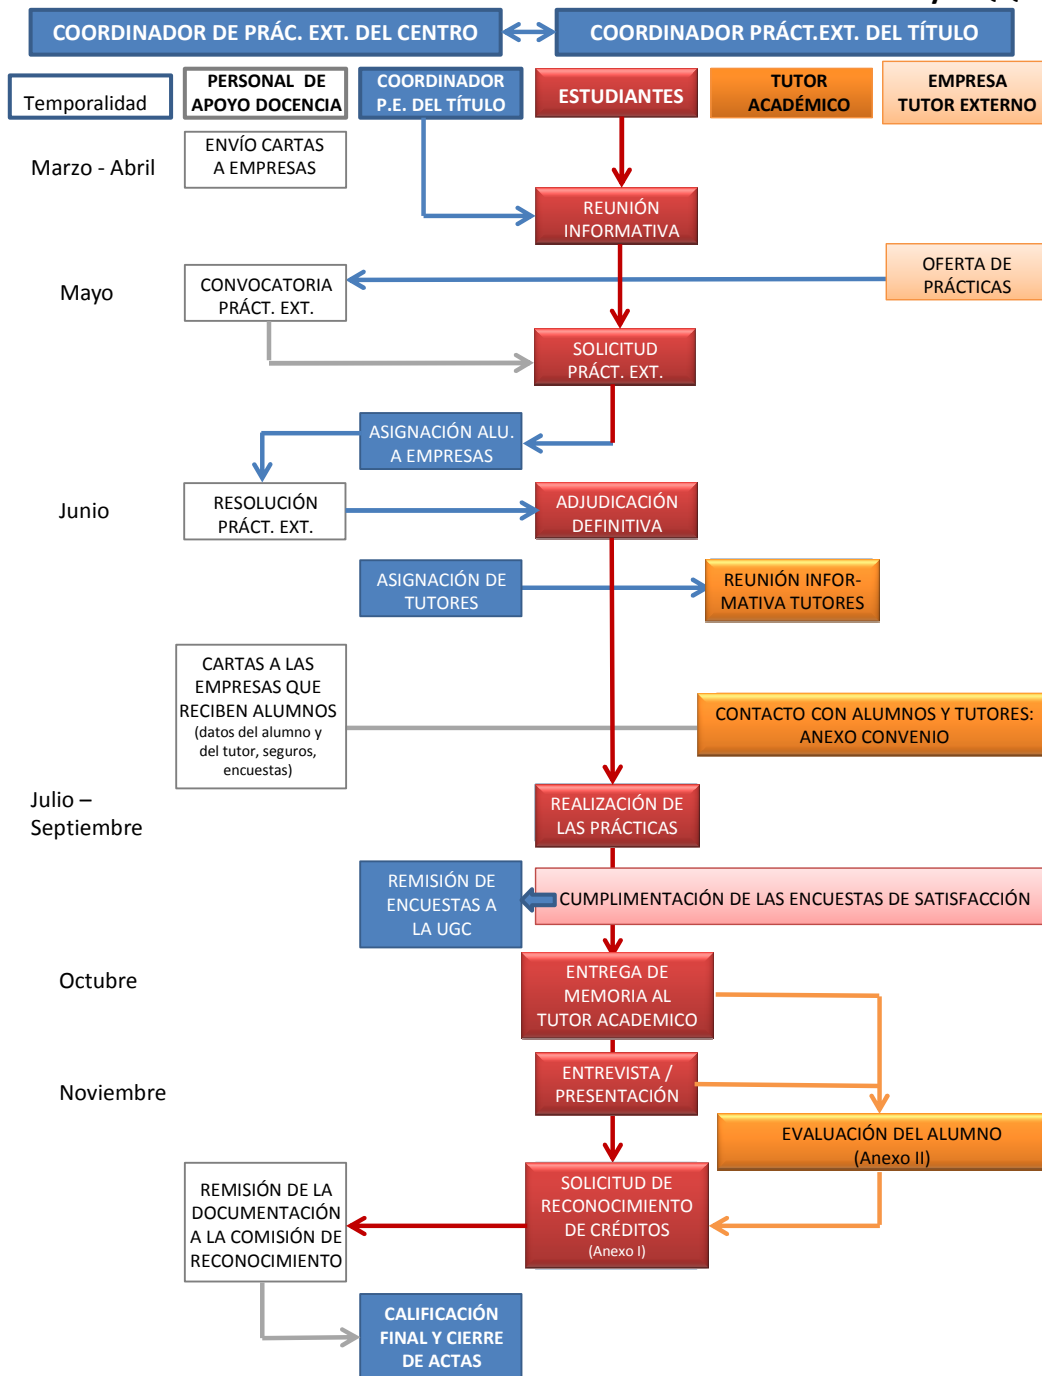 COORDINADOR DE PRÁC. EXT. DEL CENTRO
COORDINADOR PRÁCT.EXT. DEL TÍTULO
Temporalidad
PERSONAL DE
APOYO DOCENCIA
COORDINADOR
P.E. DEL TÍTULO
ESTUDIANTES
TUTOR
ACADÉMICO
EMPRESA
TUTOR EXTERNO
Marzo - Abril
ENVÍO CARTAS
A EMPRESAS
REUNIÓN
INFORMATIVA
Mayo
CONVOCATORIA
PRÁCT. EXT.
OFERTA DE
PRÁCTICAS
SOLICITUD
PRÁCT. EXT.
ASIGNACIÓN ALU.
A EMPRESAS
Junio
RESOLUCIÓN
PRÁCT. EXT.
ADJUDICACIÓN
DEFINITIVA
ASIGNACIÓN DE
TUTORES
REUNIÓN INFOR-
MATIVA TUTORES
CARTAS A LAS
EMPRESAS QUE
RECIBEN ALUMNOS
(datos del alumno y
del tutor, seguros,
encuestas)
CONTACTO CON ALUMNOS Y TUTORES:
ANEXO CONVENIO
Julio –
Septiembre
REALIZACIÓN DE
LAS PRÁCTICAS
REMISIÓN DE
ENCUESTAS A
LA UGC
CUMPLIMENTACIÓN DE LAS ENCUESTAS DE SATISFACCIÓN
Octubre
ENTREGA DE
MEMORIA AL
TUTOR ACADEMICO
Noviembre
ENTREVISTA /
PRESENTACIÓN
EVALUACIÓN DEL ALUMNO
(Anexo II)
REMISIÓN DE LA
DOCUMENTACIÓN
A LA COMISIÓN DE
RECONOCIMIENTO
SOLICITUD DE
RECONOCIMIENTO
DE CRÉDITOS
(Anexo I)
CALIFICACIÓN
FINAL Y CIERRE
DE ACTAS